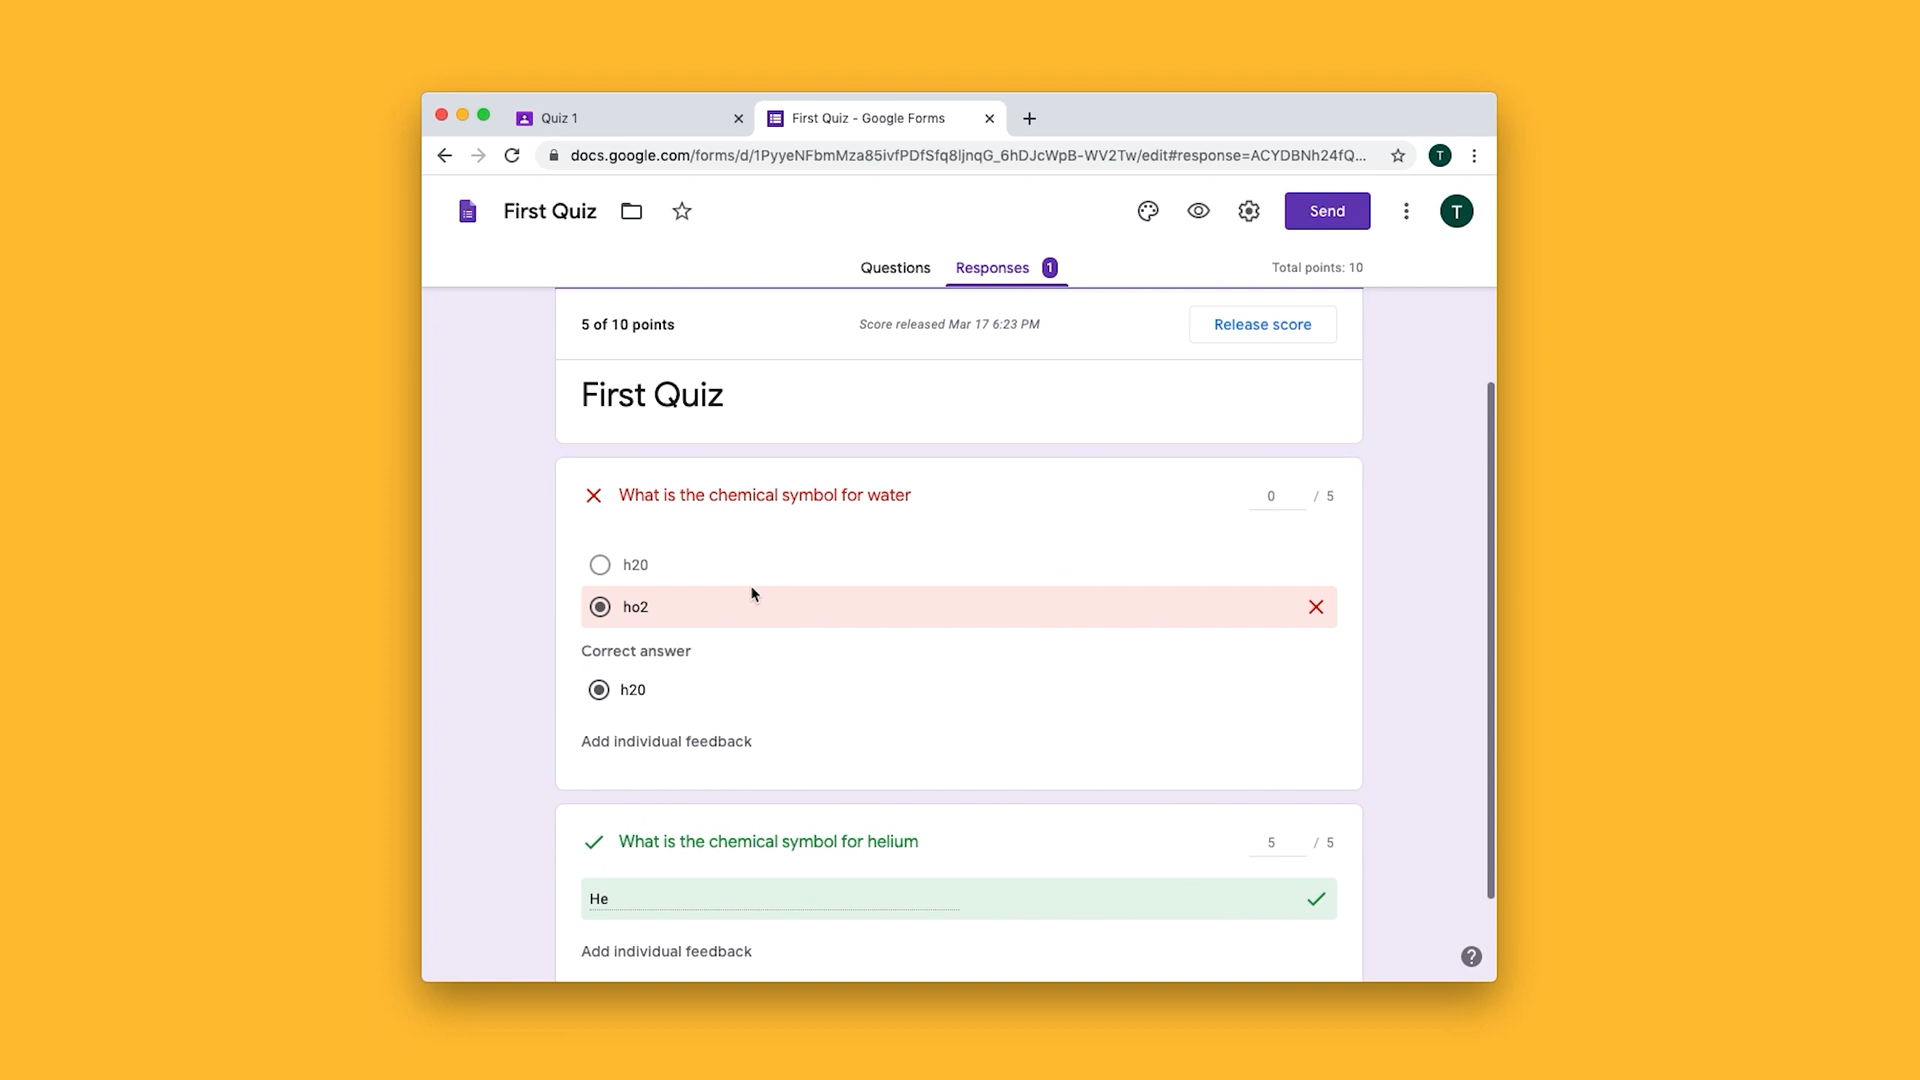 Quiz 1
First Quiz - Google Forms
docs.google.com/forms/d/1PyyeNFbmMza85ivfPDfSfq8ljnqG_6hDJcWpB-WV2Tw/edit#response=ACYDBNh24fQ...
T
First Quiz
Send
T
Questions
Responses 1
Total points: 10
5 of 10 points
Score released Mar 17 6:23 PM
Release score
First Quiz
What is the chemical symbol for water
0 / 5
h20
ho2
Correct answer
h20
Add individual feedback
What is the chemical symbol for helium
5 / 5
He
Add individual feedback
?